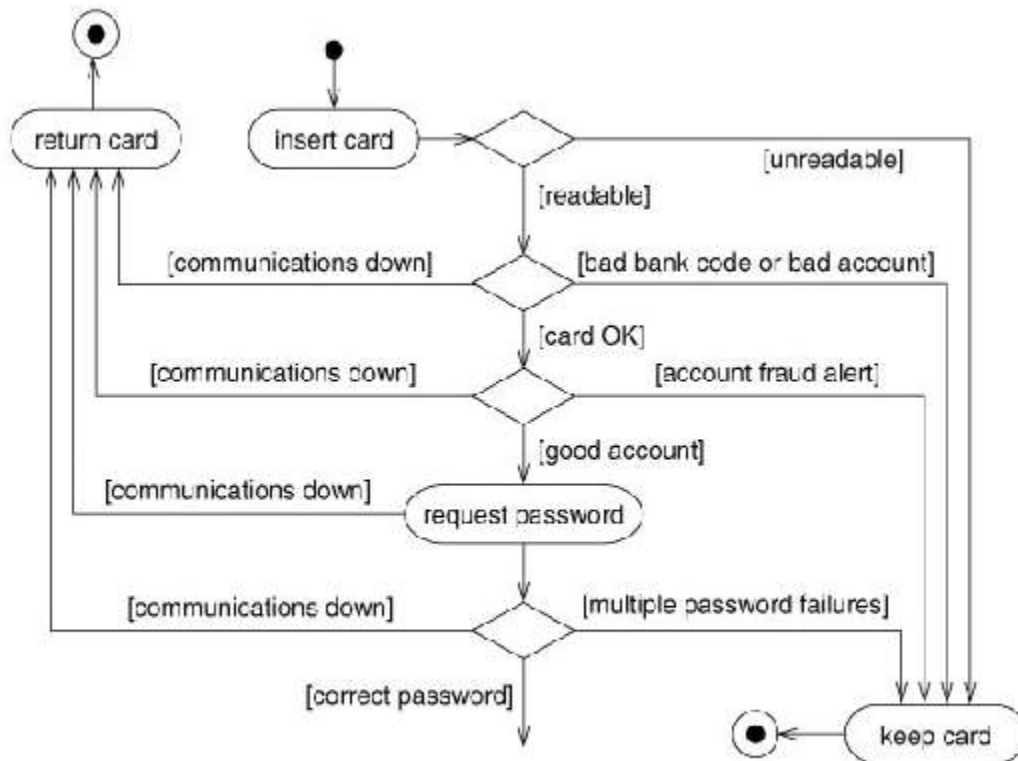 return card
insert card
[unreadable]
[readable]
[communications down]
[bad bank code or bad account]
[card OK]
[communications down]
[account fraud alert]
[good account]
[communications down]
request password
[communications down]
[multiple password failures]
[correct password]
keep card